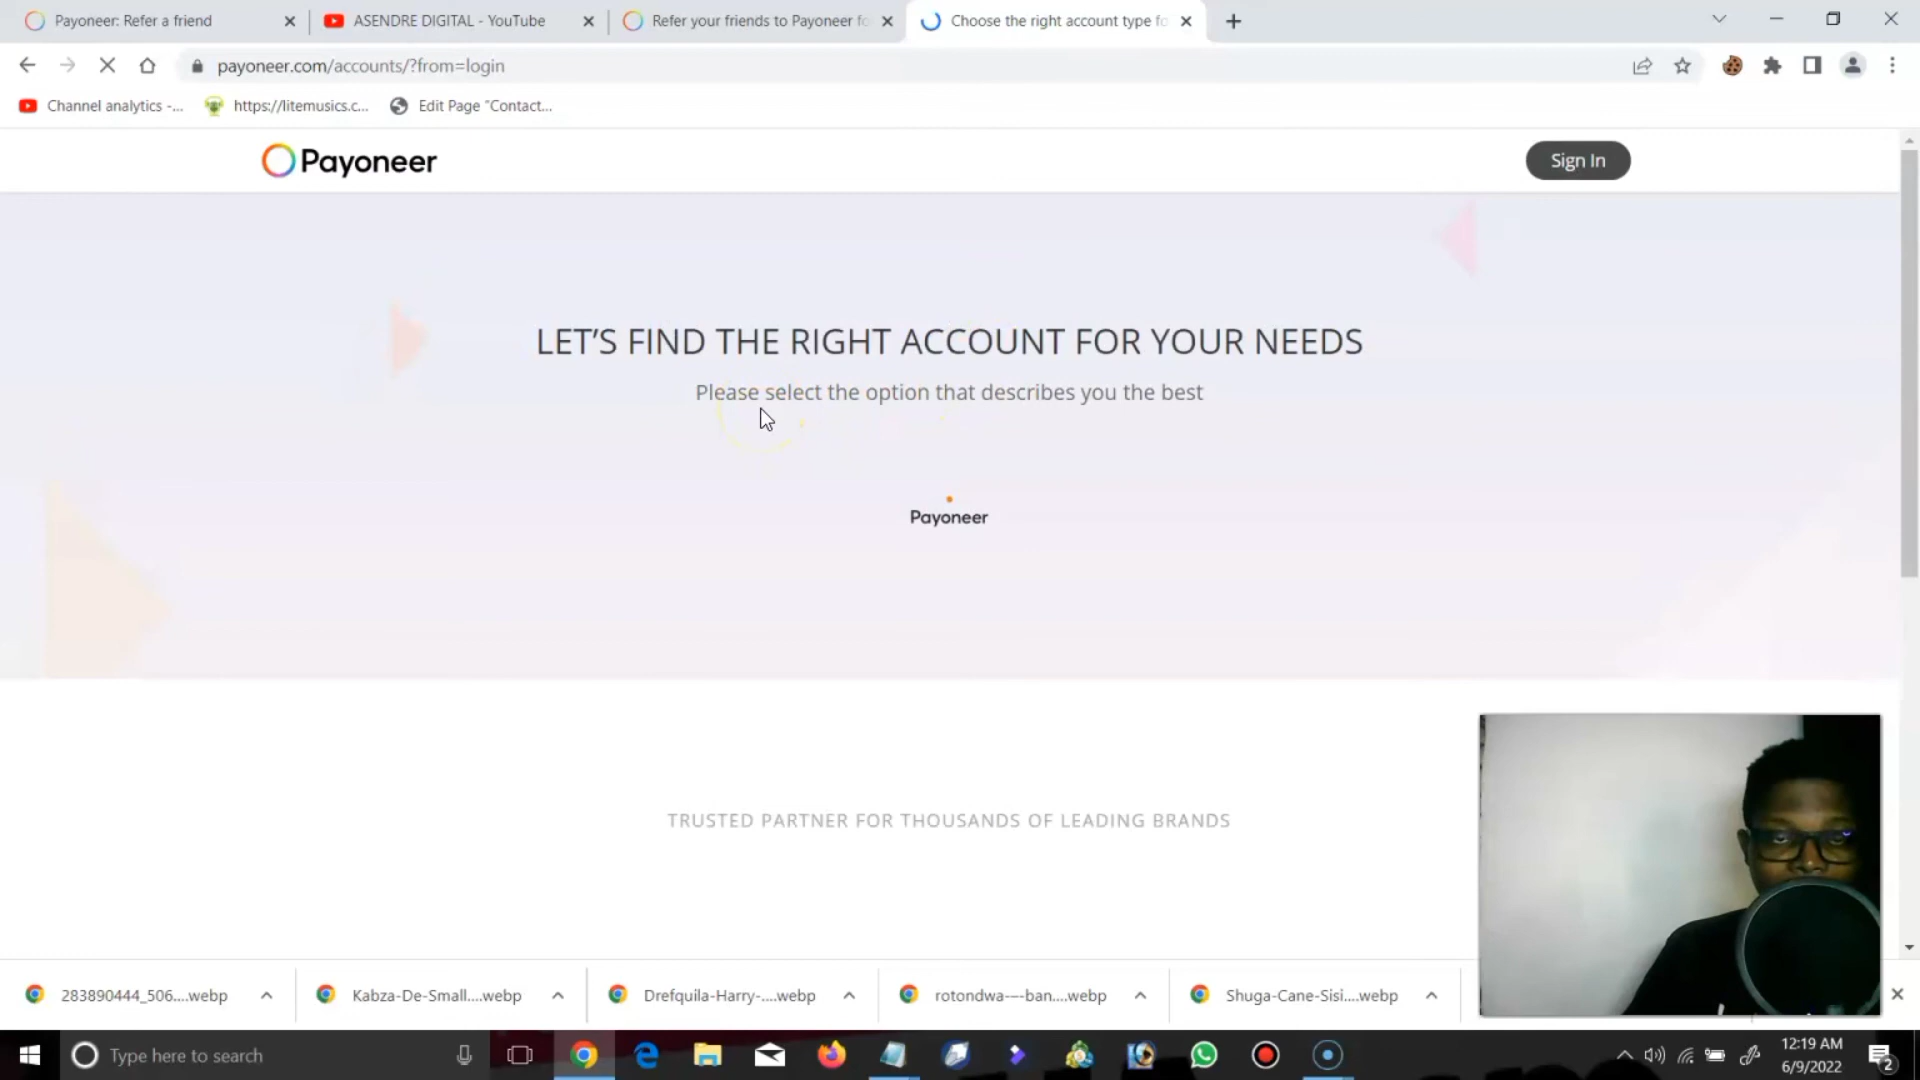 Payoneer: Refer a friend
ASENDRE DIGITAL - YouTube
Refer your friends to Payoneer fo
Choose the right account type fo
payoneer.com/accounts/?from=login
Channel analytics -...
https://litemusics.c...
Edit Page "Contact...
Payoneer
Sign In
LET'S FIND THE RIGHT ACCOUNT FOR YOUR NEEDS
Please select the option that describes you the best
Payoneer
TRUSTED PARTNER FOR THOUSANDS OF LEADING BRANDS
283890444_506....webp
Kabza-De-Small....webp
Drefquila-Harry-....webp
rotondwa-–-ban....webp
Shuga-Cane-Sisi....webp
Type here to search
12:19 AM
6/9/2022
2